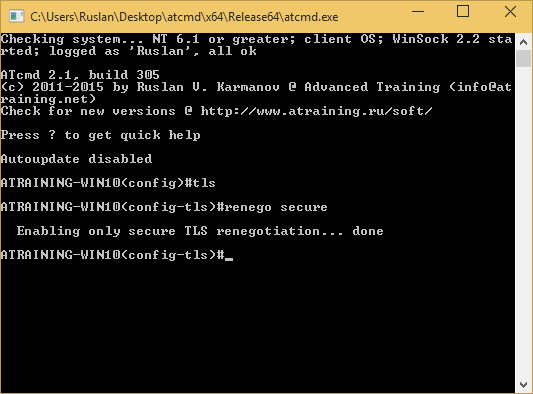 C:\Users\Ruslan\Desktop\atcmd\x64\Release64\atcmd.exe
Checking system... NT 6.1 or greater; client OS; WinSock 2.2 sta
rted; logged as 'Ruslan', all ok
ATcmd 2.1, build 305
(c) 2011-2015 by Ruslan V. Karmanov @ Advanced Training (info@at
raining.net)
Check for new versions @ http://www.atraining.ru/soft/
Press ? to get quick help
Autoupdate disabled
ATRAINING-WIN10(config)#tls
ATRAINING-WIN10(config-tls)#renego secure
Enabling only secure TLS renegotiation... done
ATRAINING-WIN10(config-tls)#_